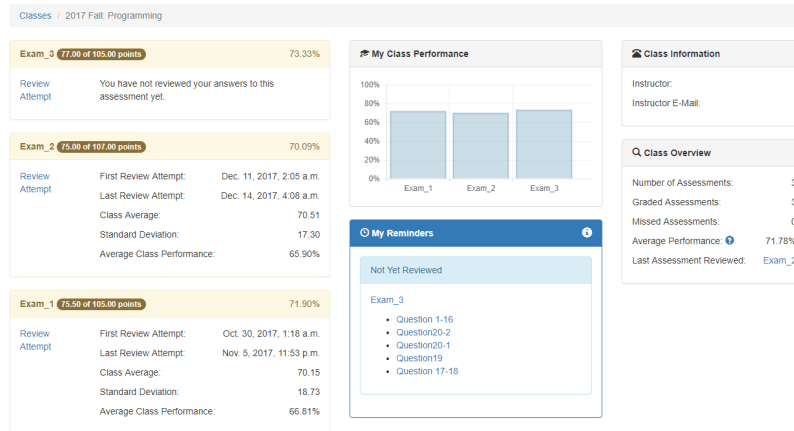 Classes / 2017 Fall: Programming
Exam_3 77.00 of 105.00 points 73.33%
Review Attempt
You have not reviewed your answers to this
assessment yet.
Exam_2 75.00 of 107.00 points 70.09%
Review Attempt
First Review Attempt: Dec. 11, 2017, 2:05 a.m.
Last Review Attempt: Dec. 14, 2017, 4:08 a.m.
Class Average: 70.51
Standard Deviation: 17.30
Average Class Performance: 65.90%
Exam_1 75.50 of 105.00 points 71.90%
Review Attempt
First Review Attempt: Oct. 30, 2017, 1:18 a.m.
Last Review Attempt: Nov. 5, 2017, 11:53 p.m.
Class Average: 70.15
Standard Deviation: 18.73
Average Class Performance: 66.81%
My Class Performance
100%
80%
60%
40%
20%
0%
Exam_1 Exam_2 Exam_3
My Reminders
Not Yet Reviewed
Exam_3
Question 1-16
Question20-2
Question20-1
Question19
Question 17-18
Class Information
Instructor:
Instructor E-Mail:
Class Overview
Number of Assessments:
Graded Assessments:
Missed Assessments:
Average Performance: 71.78%
Last Assessment Reviewed: Exam_2